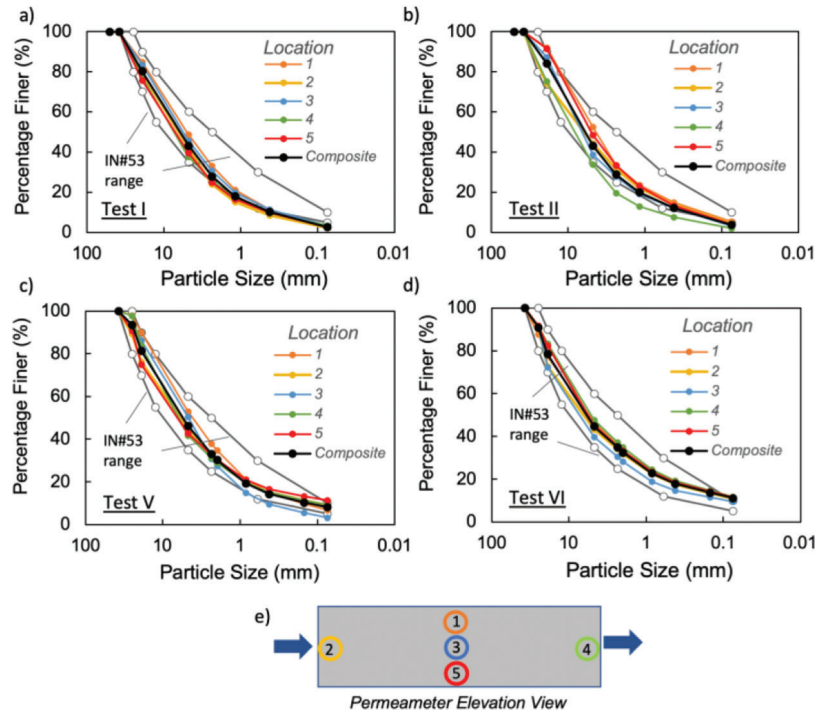 a)
Location
1
2
3
4
5
Composite
IN#53
range
Test I
Percentage Finer (%)
100
80
60
40
20
0
100
10
1
0.1
0.01
Particle Size (mm)
b)
Location
1
2
3
4
5
Composite
Test II
Percentage Finer (%)
100
80
60
40
20
0
100
10
1
0.1
0.01
Particle Size (mm)
c)
Location
1
2
3
4
5
Composite
IN#53
range
Test V
Percentage Finer (%)
100
80
60
40
20
0
100
10
1
0.1
0.01
Particle Size (mm)
d)
Location
1
2
3
4
5
Composite
IN#53
range
Test VI
Percentage Finer (%)
100
80
60
40
20
0
100
10
1
0.1
0.01
Particle Size (mm)
e)
1
2
3
4
5
Permeameter Elevation View